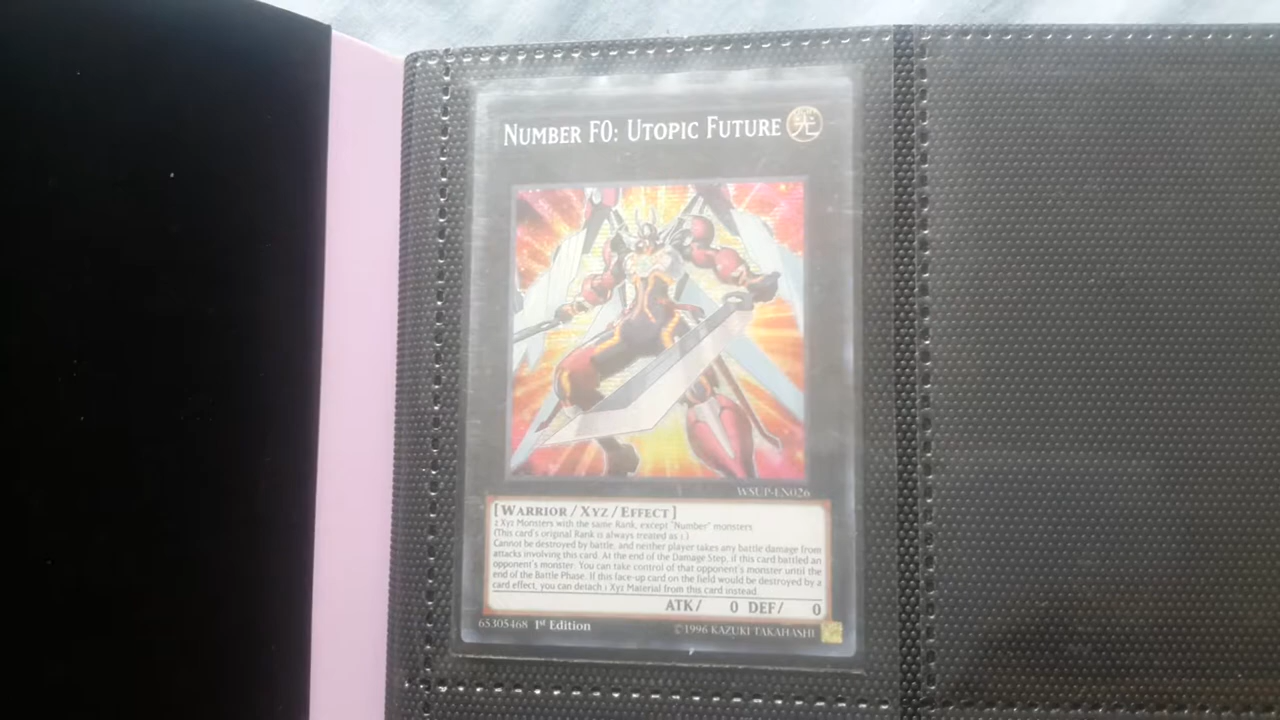 NUMBER F0: UTOPIC FUTURE 光
WSUP-EN026
[WARRIOR/XYZ/EFFECT]
2 Xyz Monsters with the same Rank, except "Number" monsters
(This card's original Rank is always treated as 1.)
Cannot be destroyed by battle, and neither player takes any battle damage from
attacks involving this card. At the end of the Damage Step, if this card battled an
opponent's monster: You can take control of that opponent's monster until the
end of the Battle Phase. If this face-up card on the field would be destroyed by a
card effect, you can detach 1 Xyz Material from this card instead.
ATK/ 0 DEF/ 0
65305468 1st Edition ©1996 KAZUKI TAKAHASHI